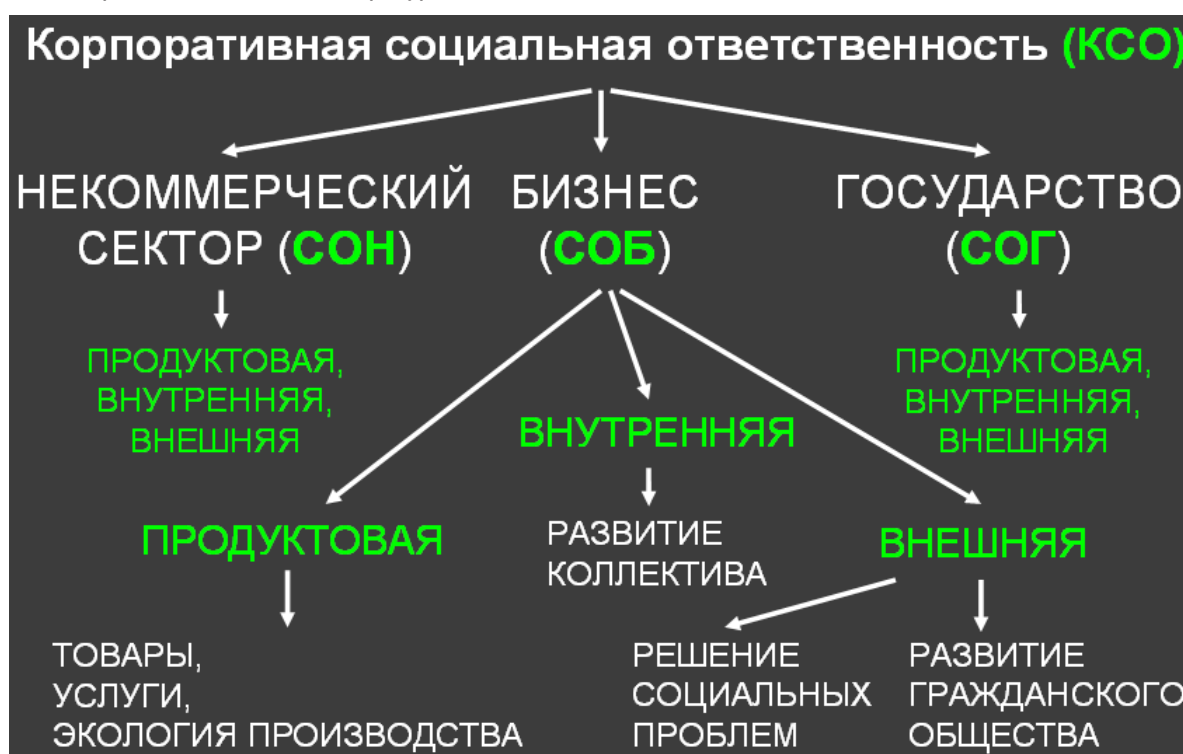 Корпоративная социальная ответственность (КСО)
НЕКОММЕРЧЕСКИЙ
СЕКТОР (СОН)
БИЗНЕС
(СОБ)
ГОСУДАРСТВО
(СОГ)
ПРОДУКТОВАЯ,
ВНУТРЕННЯЯ,
ВНЕШНЯЯ
ВНУТРЕННЯЯ
ПРОДУКТОВАЯ,
ВНУТРЕННЯЯ,
ВНЕШНЯЯ
ПРОДУКТОВАЯ
РАЗВИТИЕ
КОЛЛЕКТИВА
ВНЕШНЯЯ
ТОВАРЫ,
УСЛУГИ,
ЭКОЛОГИЯ ПРОИЗВОДСТВА
РЕШЕНИЕ
СОЦИАЛЬНЫХ
ПРОБЛЕМ
РАЗВИТИЕ
ГРАЖДАНСКОГО
ОБЩЕСТВА